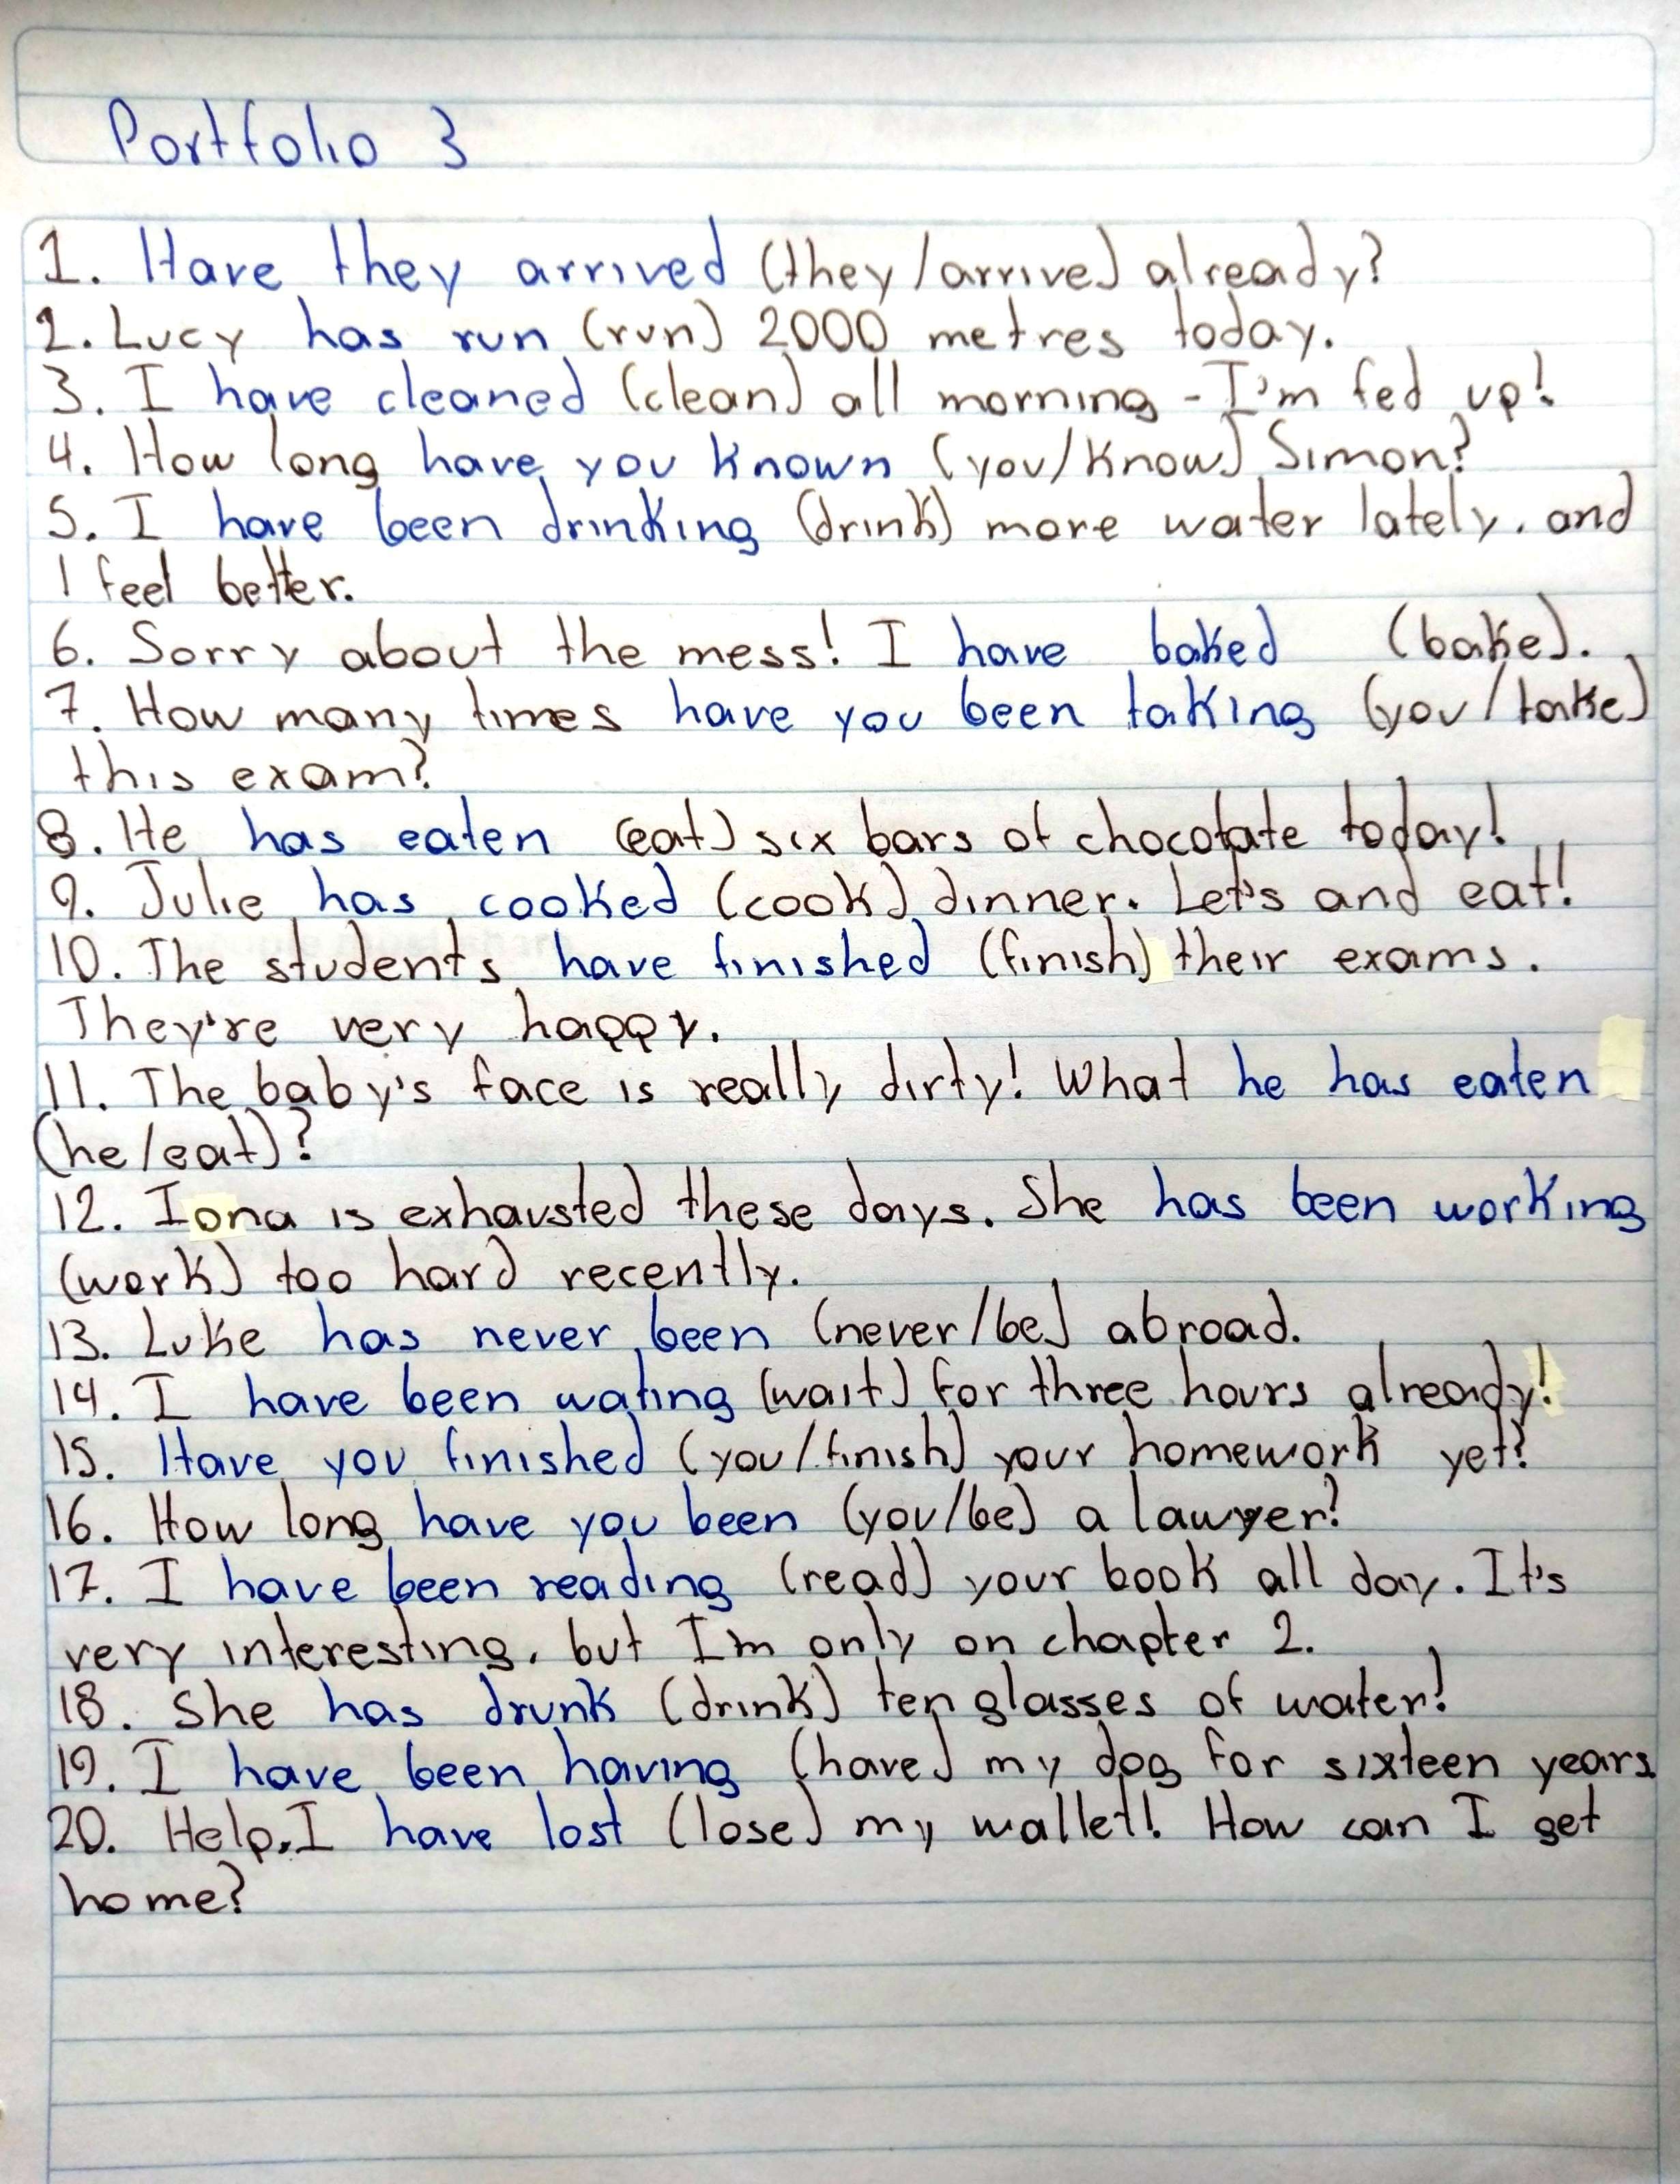 Portfolio 3
1. Have they arrived (they/arrive) already?
2. Lucy has run (run) 2000 metres today.
3. I have cleaned (clean) all morning - I'm fed up!
4. How long have you known (you/know) Simon?
5. I have been drinking (drink) more water lately, and
I feel better.
6. Sorry about the mess! I have baked (bake).
7. How many times have you been taking (you/take)
this exam?
8. He has eaten (eat) six bars of chocolate today!
9. Julie has cooked (cook) dinner. Let's and eat!
10. The students have finished (finish) their exams.
They're very happy.
11. The baby's face is really dirty! What he has eaten
(he/eat)?
12. Iona is exhausted these days. She has been working
(work) too hard recently.
13. Luke has never been (never/be) abroad.
14. I have been wating (wait) for three hours already!
15. Have you finished (you/finish) your homework yet?
16. How long have you been (you/be) a lawyer?
17. I have been reading (read) your book all day. It's
very interesting, but I'm only on chapter 2.
18. She has drunk (drink) ten glasses of water!
19. I have been having (have) my dog for sixteen years.
20. Help, I have lost (lose) my wallet! How can I get
home?